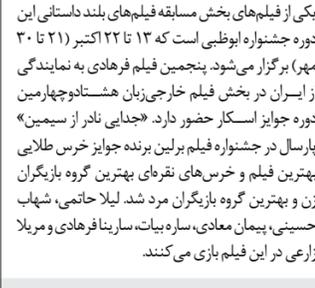 یکی از فیلم‌های بخش مسابقه فیلم‌های بلند داستانی این
دوره جشنواره ابوظبی است که ۱۳ تا ۲۲ اکتبر (۲۱ تا ۳۰
مهر) برگزار می‌شود. پنجمین فیلم فرهادی به نمایندگی
از ایــران در بخش فیلم خارجی‌زبان هشــتادوچهارمین
دوره جوایز اســکار حضور دارد. «جدایی نادر از سیمین»
پارسال در جشنواره فیلم برلین برنده جوایز خرس طلایی
بهترین فیلم و خرس‌های نقره‌ای بهترین گروه بازیگران
زن و بهترین گروه بازیگران مرد شد. لیلا حاتمی، شهاب
حسینی، پیمان معادی، ساره بیات، سارینا فرهادی و مریلا
زارعی در این فیلم بازی می‌کنند.